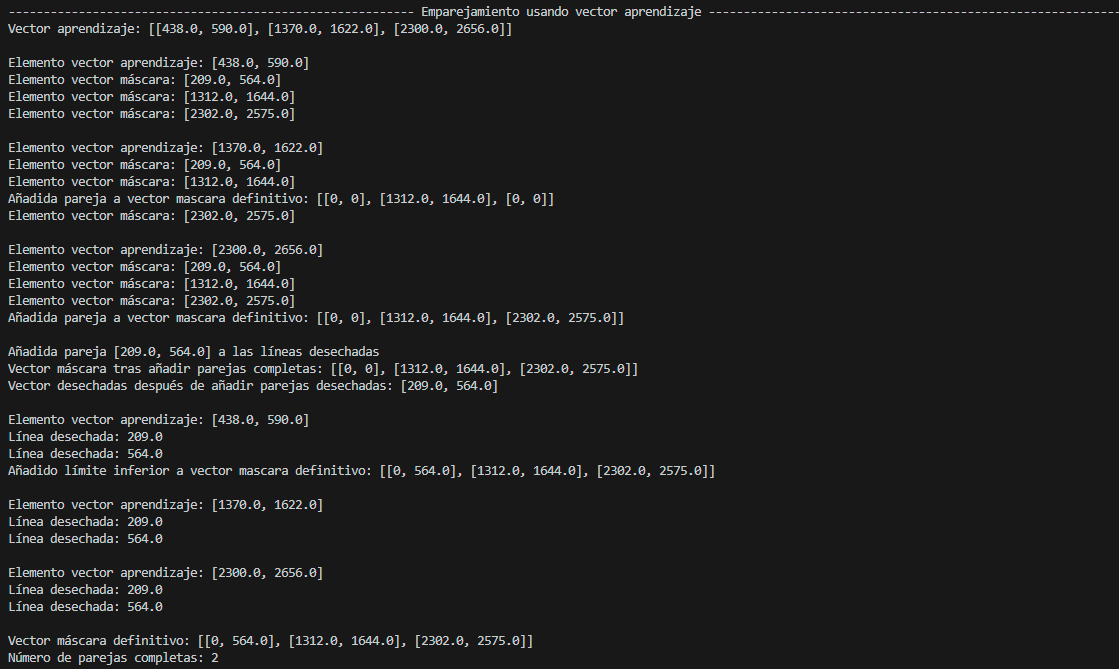 ---------------------------------------------------------- Emparejamiento usando vector aprendizaje -----------------------------------------------------------
Vector aprendizaje: [[438.0, 590.0], [1370.0, 1622.0], [2300.0, 2656.0]]
Elemento vector aprendizaje: [438.0, 590.0]
Elemento vector máscara: [209.0, 564.0]
Elemento vector máscara: [1312.0, 1644.0]
Elemento vector máscara: [2302.0, 2575.0]
Elemento vector aprendizaje: [1370.0, 1622.0]
Elemento vector máscara: [209.0, 564.0]
Elemento vector máscara: [1312.0, 1644.0]
Añadida pareja a vector mascara definitivo: [[0, 0], [1312.0, 1644.0], [0, 0]]
Elemento vector máscara: [2302.0, 2575.0]
Elemento vector aprendizaje: [2300.0, 2656.0]
Elemento vector máscara: [209.0, 564.0]
Elemento vector máscara: [1312.0, 1644.0]
Elemento vector máscara: [2302.0, 2575.0]
Añadida pareja a vector mascara definitivo: [[0, 0], [1312.0, 1644.0], [2302.0, 2575.0]]
Añadida pareja [209.0, 564.0] a las líneas desechadas
Vector máscara tras añadir parejas completas: [[0, 0], [1312.0, 1644.0], [2302.0, 2575.0]]
Vector desechadas después de añadir parejas desechadas: [209.0, 564.0]
Elemento vector aprendizaje: [438.0, 590.0]
Línea desechada: 209.0
Línea desechada: 564.0
Añadido límite inferior a vector mascara definitivo: [[0, 564.0], [1312.0, 1644.0], [2302.0, 2575.0]]
Elemento vector aprendizaje: [1370.0, 1622.0]
Línea desechada: 209.0
Línea desechada: 564.0
Elemento vector aprendizaje: [2300.0, 2656.0]
Línea desechada: 209.0
Línea desechada: 564.0
Vector máscara definitivo: [[0, 564.0], [1312.0, 1644.0], [2302.0, 2575.0]]
Número de parejas completas: 2